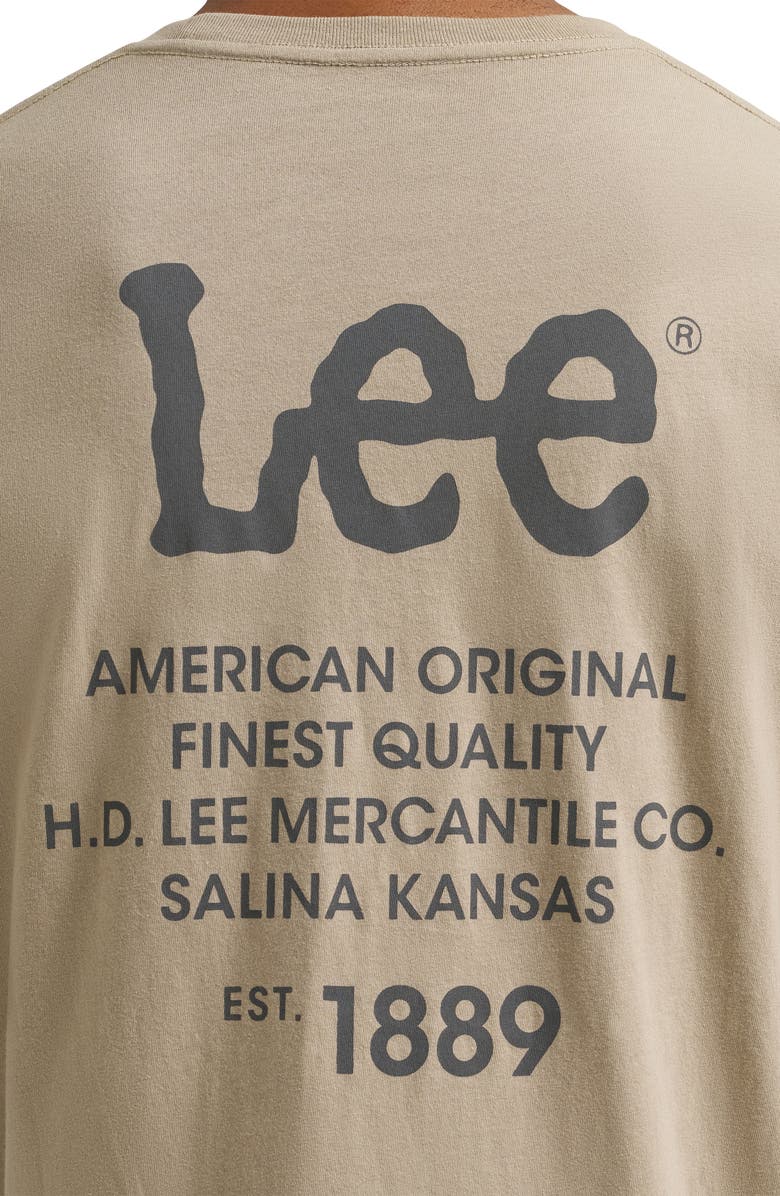 Lee®
AMERICAN ORIGINAL
FINEST QUALITY
H.D. LEE MERCANTILE CO.
SALINA KANSAS
EST. 1889